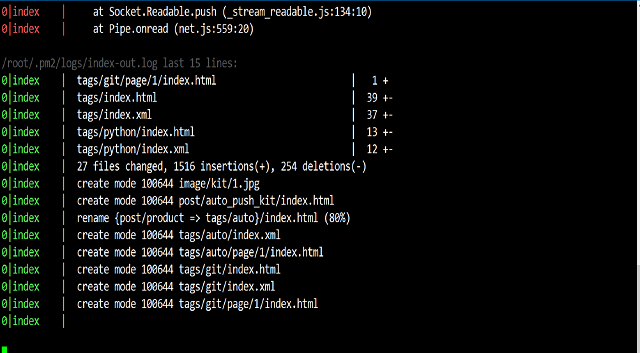 0|index    |     at Socket.Readable.push (_stream_readable.js:134:10)
0|index    |     at Pipe.onread (net.js:559:20)
/root/.pm2/logs/index-out.log last 15 lines:
0|index    |  tags/git/page/1/index.html                         |   1 +
0|index    |  tags/index.html                                    |  39 +-
0|index    |  tags/index.xml                                     |  37 +-
0|index    |  tags/python/index.html                             |  13 +-
0|index    |  tags/python/index.xml                              |  12 +-
0|index    |  27 files changed, 1516 insertions(+), 254 deletions(-)
0|index    |  create mode 100644 image/kit/1.jpg
0|index    |  create mode 100644 post/auto_push_kit/index.html
0|index    |  rename {post/product => tags/auto}/index.html (80%)
0|index    |  create mode 100644 tags/auto/index.xml
0|index    |  create mode 100644 tags/auto/page/1/index.html
0|index    |  create mode 100644 tags/git/index.html
0|index    |  create mode 100644 tags/git/index.xml
0|index    |  create mode 100644 tags/git/page/1/index.html
0|index    |